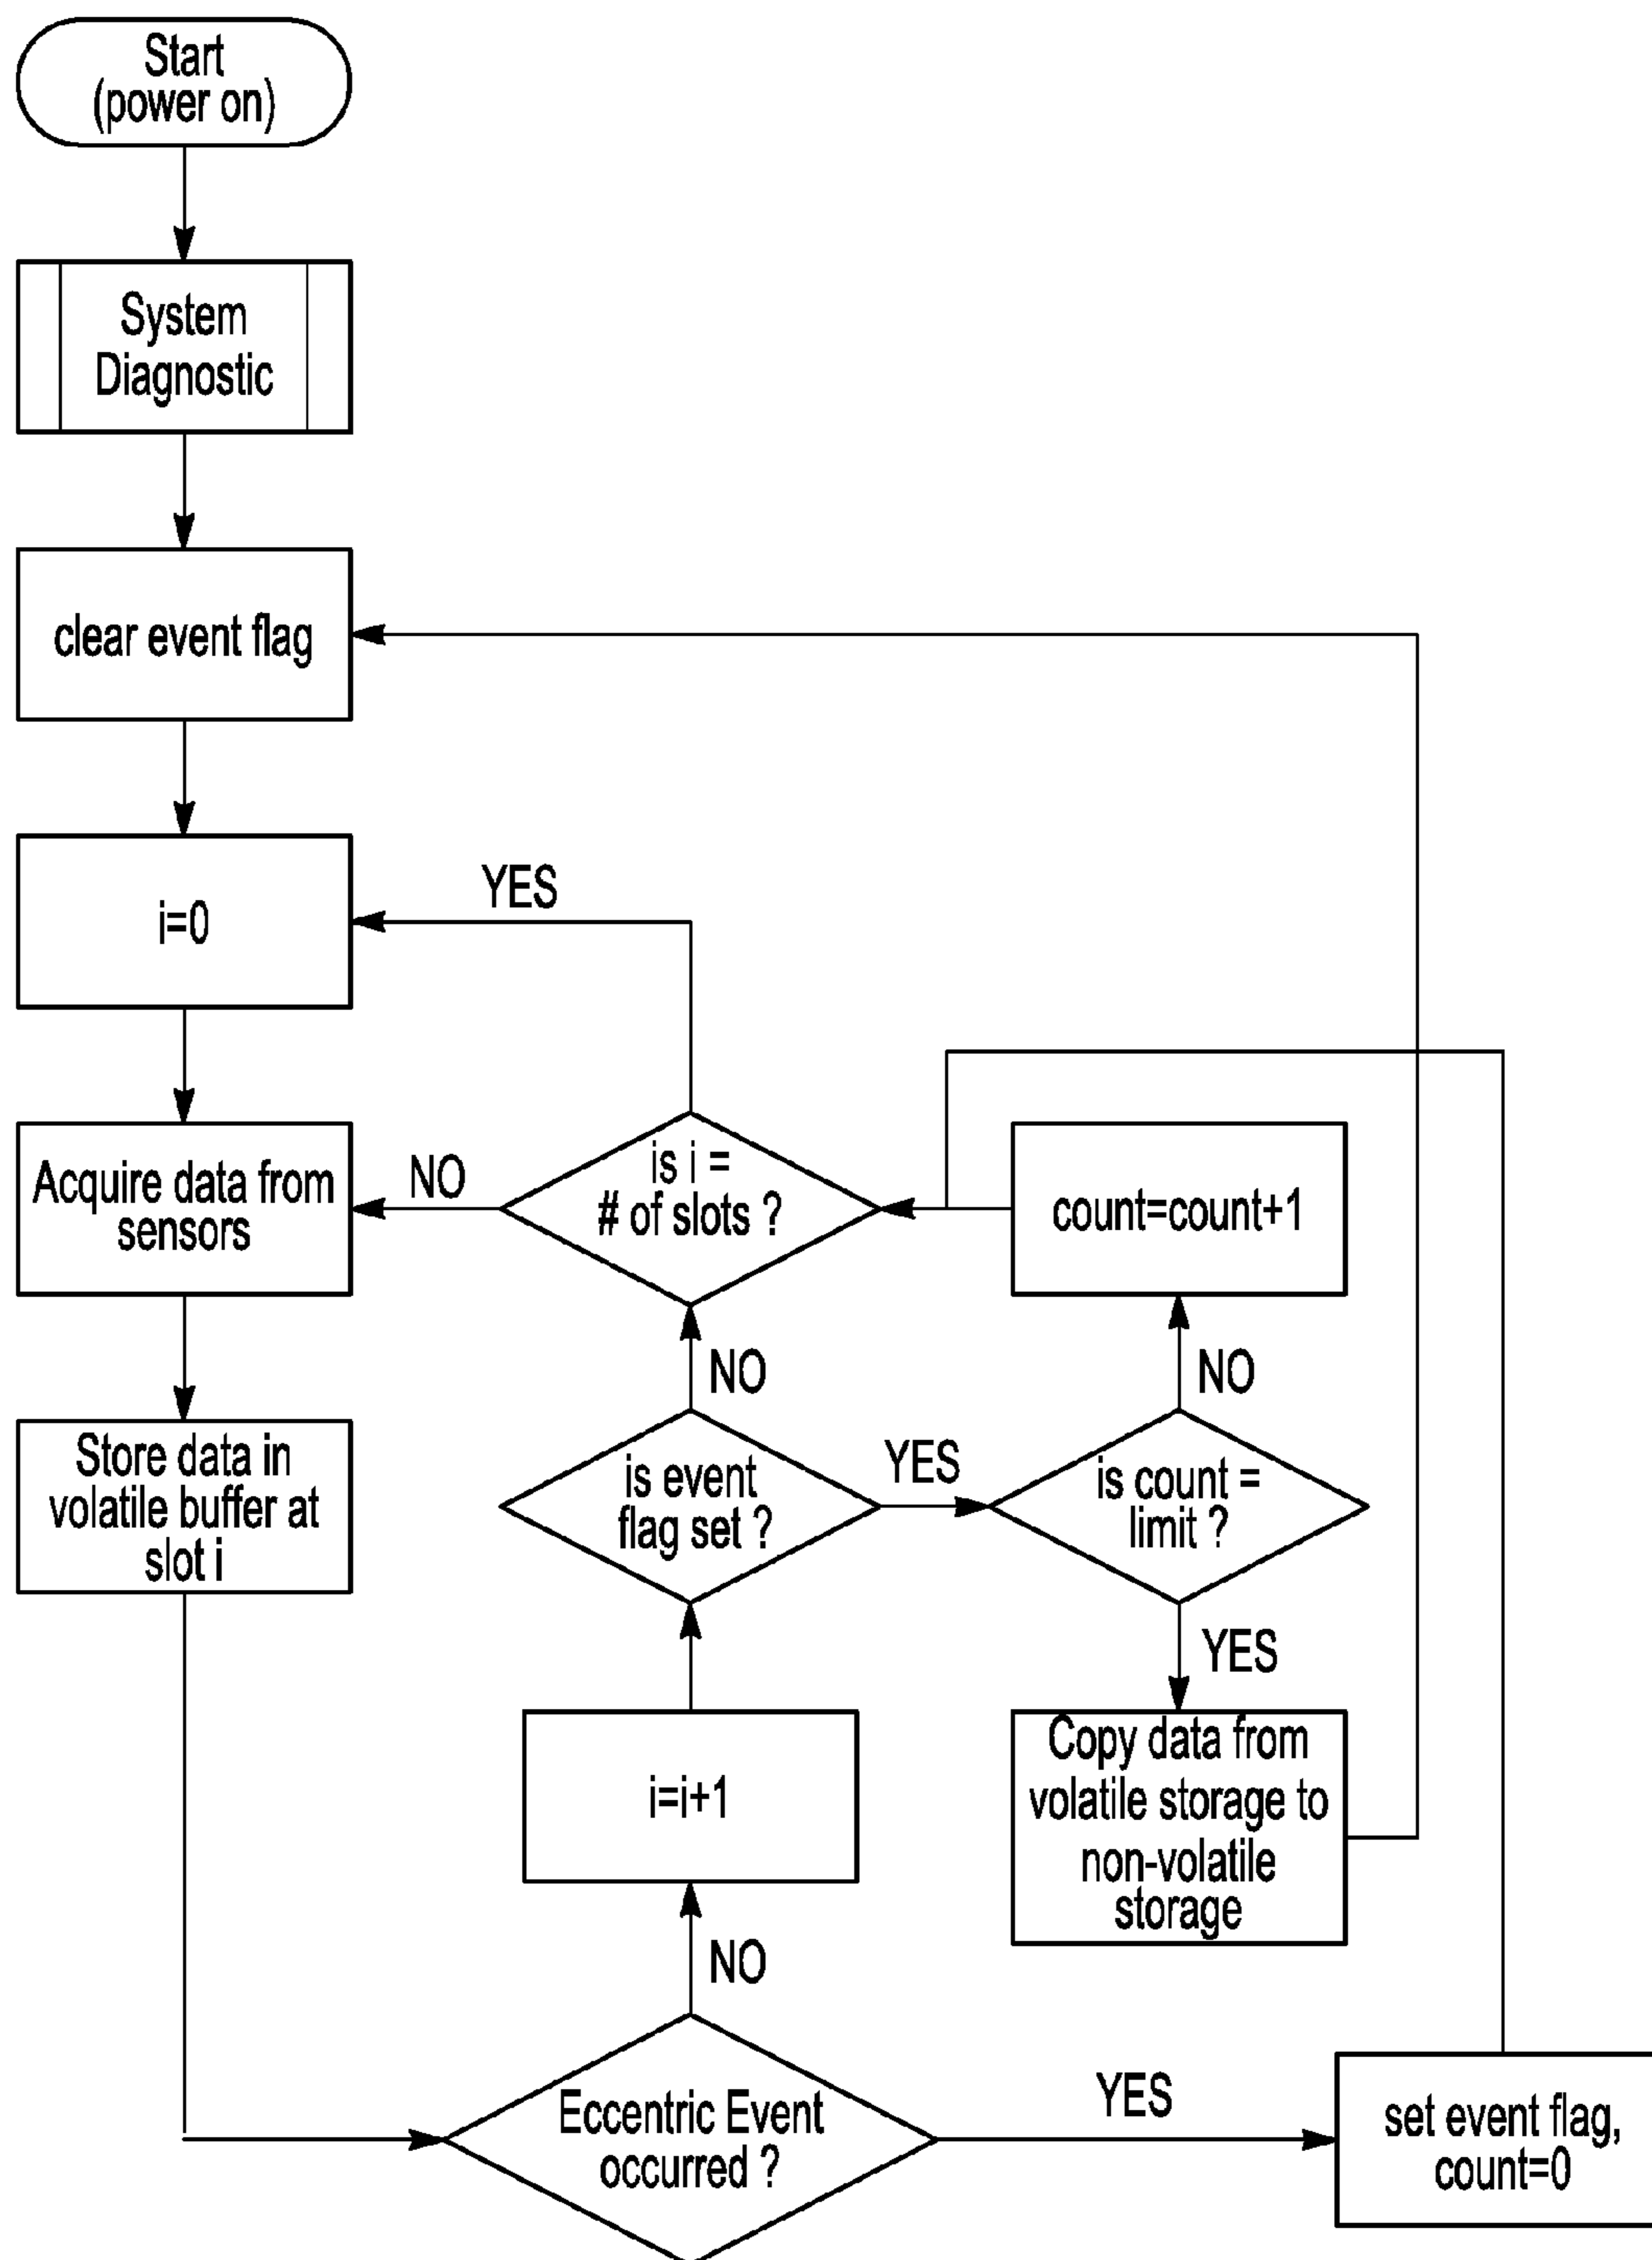 Start
(power on)
System
Diagnostic
clear event flag
i=0
YES
Acquire data from
sensors
NO
is i =
# of slots ?
count=count+1
NO
NO
Store data in
volatile buffer at
slot i
is event
flag set ?
YES
is count =
limit ?
YES
i=i+1
Copy data from
volatile storage to
non-volatile
storage
NO
Eccentric Event
occurred ?
YES
set event flag,
count=0